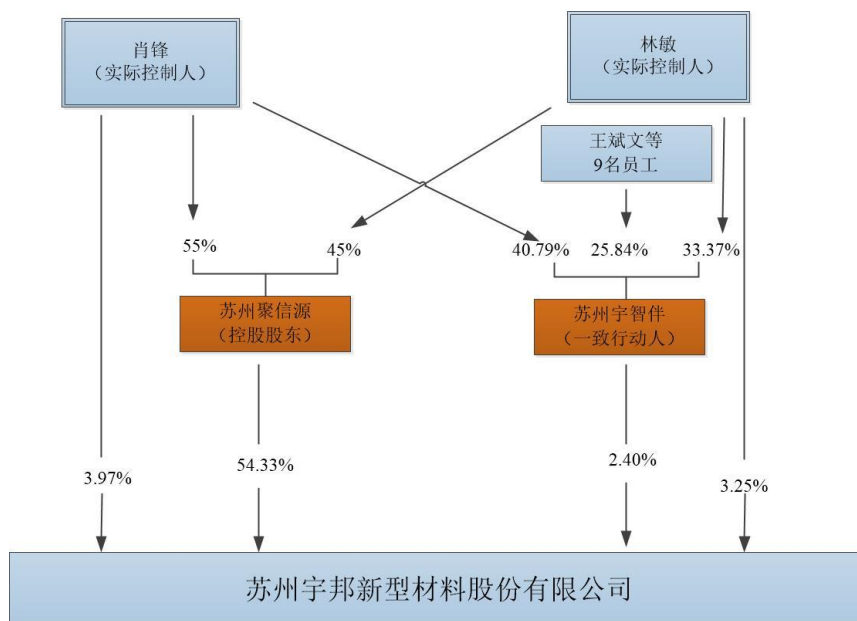 肖锋
（实际控制人）
林敏
（实际控制人）
王斌文等
9名员工
55%
45%
40.79%
25.84%
33.37%
苏州聚信源
（控股股东）
苏州宇智伴
（一致行动人）
3.97%
54.33%
2.40%
3.25%
苏州宇邦新型材料股份有限公司